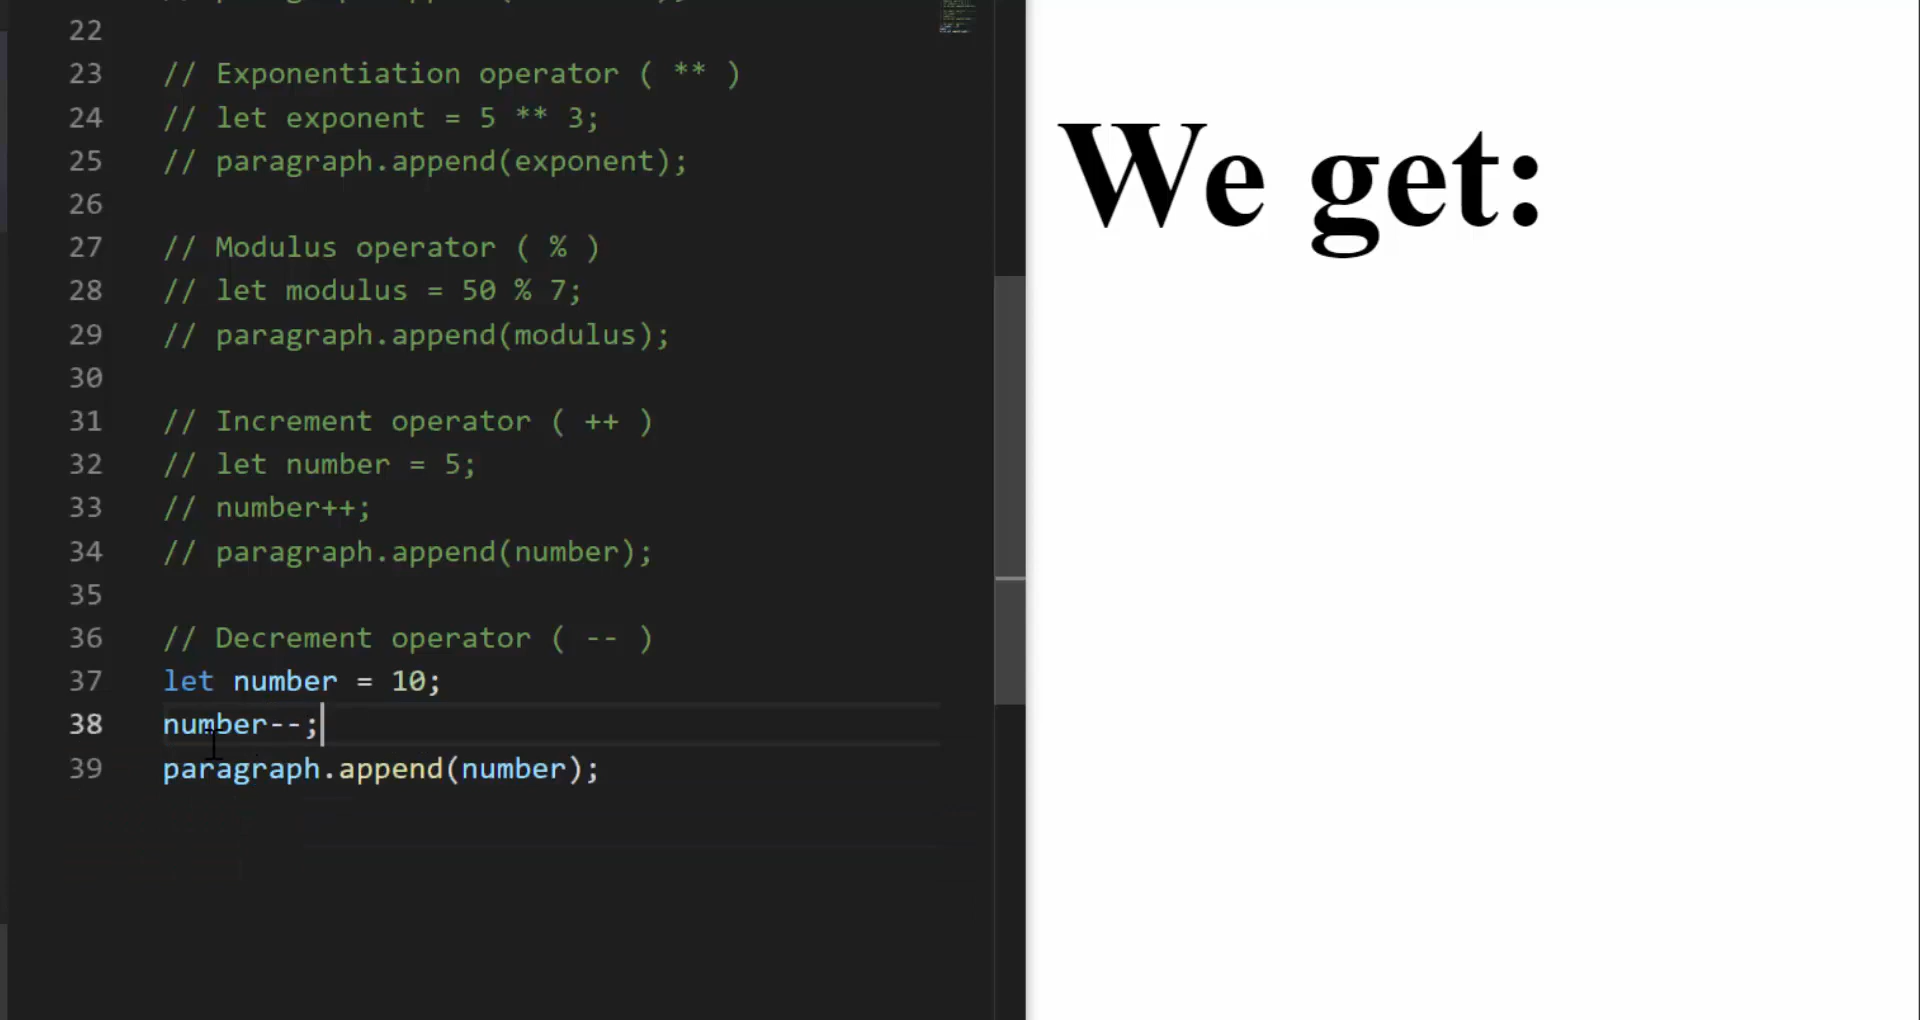 22
23 // Exponentiation operator ( ** )
24 // let exponent = 5 ** 3;
25 // paragraph.append(exponent);
26
27 // Modulus operator ( % )
28 // let modulus = 50 % 7;
29 // paragraph.append(modulus);
30
31 // Increment operator ( ++ )
32 // let number = 5;
33 // number++;
34 // paragraph.append(number);
35
36 // Decrement operator ( -- )
37 let number = 10;
38 number--;
39 paragraph.append(number);
We get: